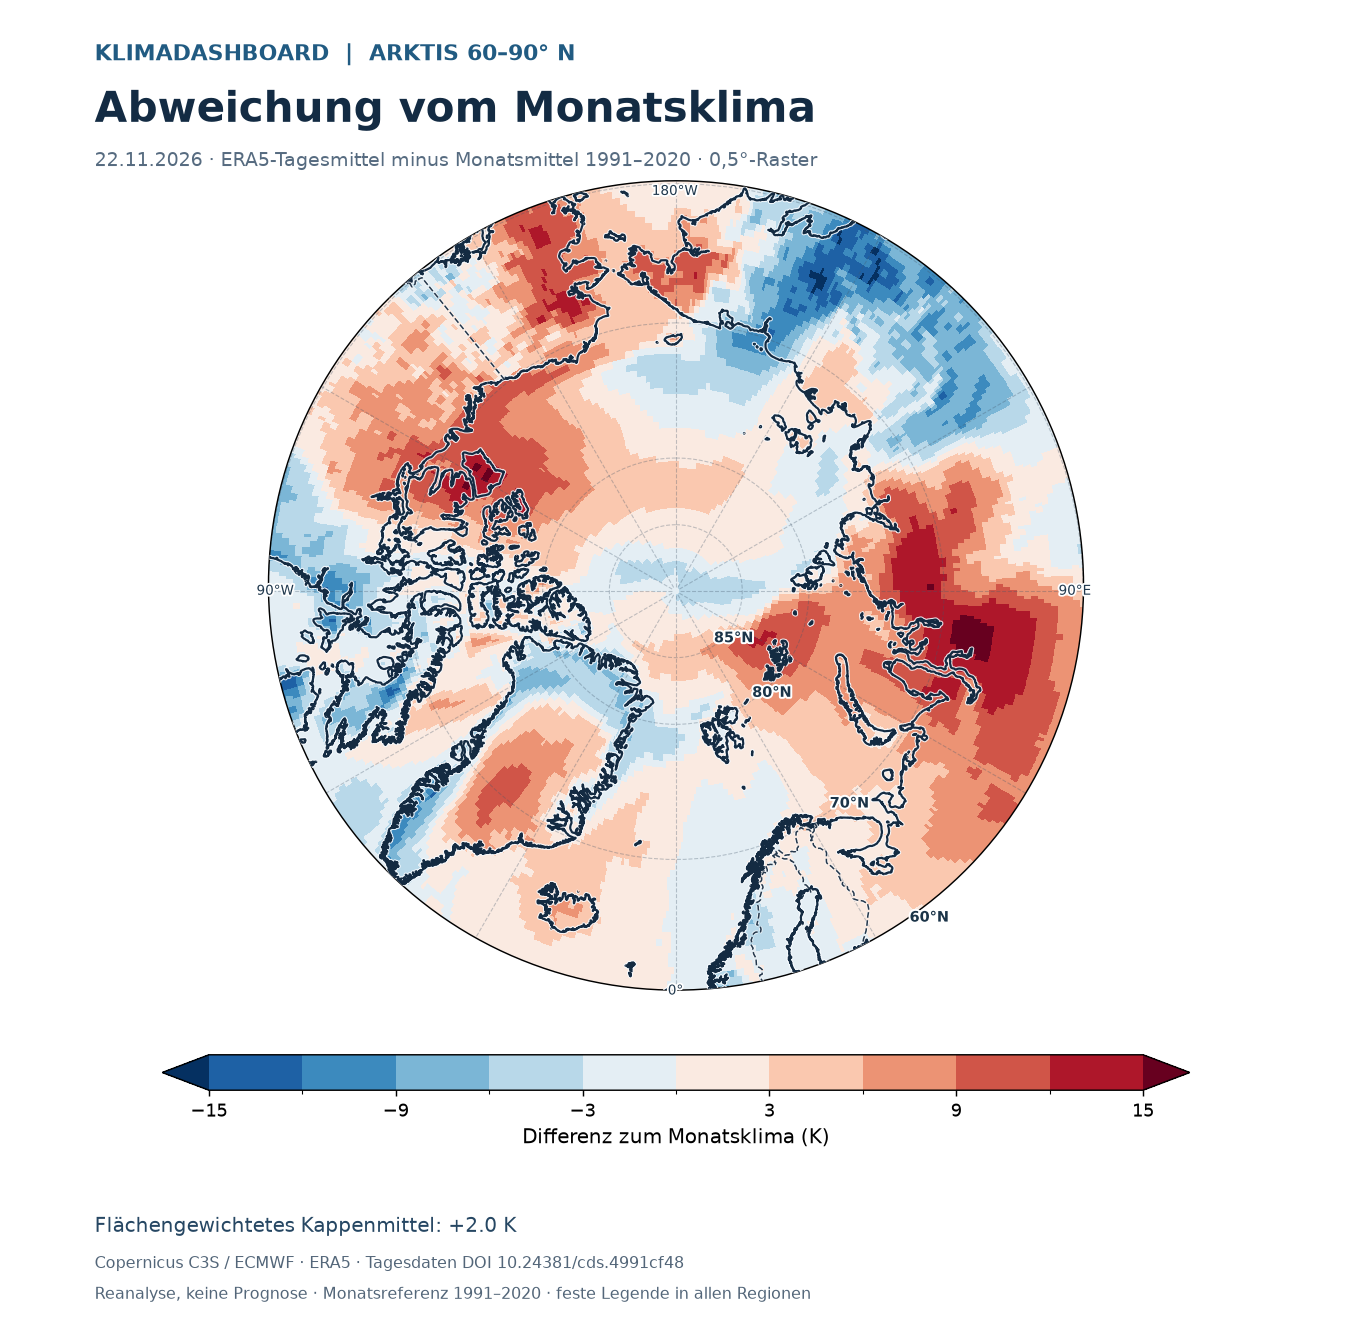 KLIMADASHBOARD | ARKTIS 60–90° N
Abweichung vom Monatsklima
22.11.2026 · ERA5-Tagesmittel minus Monatsmittel 1991–2020 · 0,5°-Raster
180°W
90°W
90°E
85°N
80°N
70°N
60°N
0°
−15 −9 −3 3 9 15
Differenz zum Monatsklima (K)
Flächengewichtetes Kappenmittel: +2.0 K
Copernicus C3S / ECMWF · ERA5 · Tagesdaten DOI 10.24381/cds.4991cf48
Reanalyse, keine Prognose · Monatsreferenz 1991–2020 · feste Legende in allen Regionen